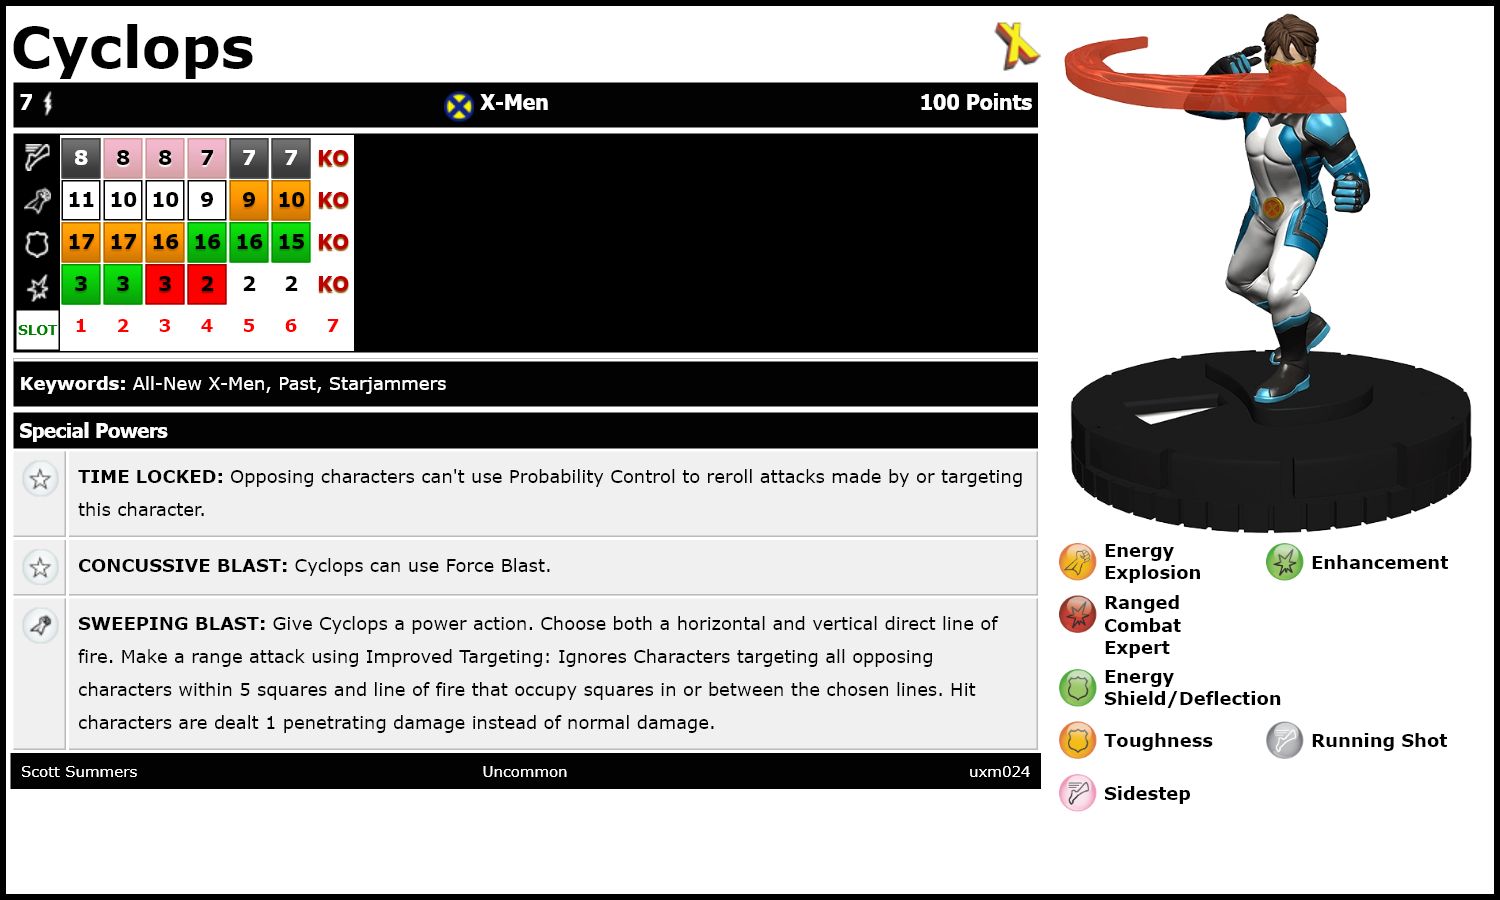 Cyclops
7 X-Men 100 Points
8 8 8 7 7 7 KO
11 10 10 9 9 10 KO
17 17 16 16 16 15 KO
3 3 3 2 2 2 KO
SLOT 1 2 3 4 5 6 7
Keywords: All-New X-Men, Past, Starjammers
Special Powers
TIME LOCKED: Opposing characters can't use Probability Control to reroll attacks made by or targeting
this character.
CONCUSSIVE BLAST: Cyclops can use Force Blast.
SWEEPING BLAST: Give Cyclops a power action. Choose both a horizontal and vertical direct line of
fire. Make a range attack using Improved Targeting: Ignores Characters targeting all opposing
characters within 5 squares and line of fire that occupy squares in or between the chosen lines. Hit
characters are dealt 1 penetrating damage instead of normal damage.
Scott Summers Uncommon uxm024
Energy
Explosion
Enhancement
Ranged
Combat
Expert
Energy
Shield/Deflection
Toughness
Running Shot
Sidestep